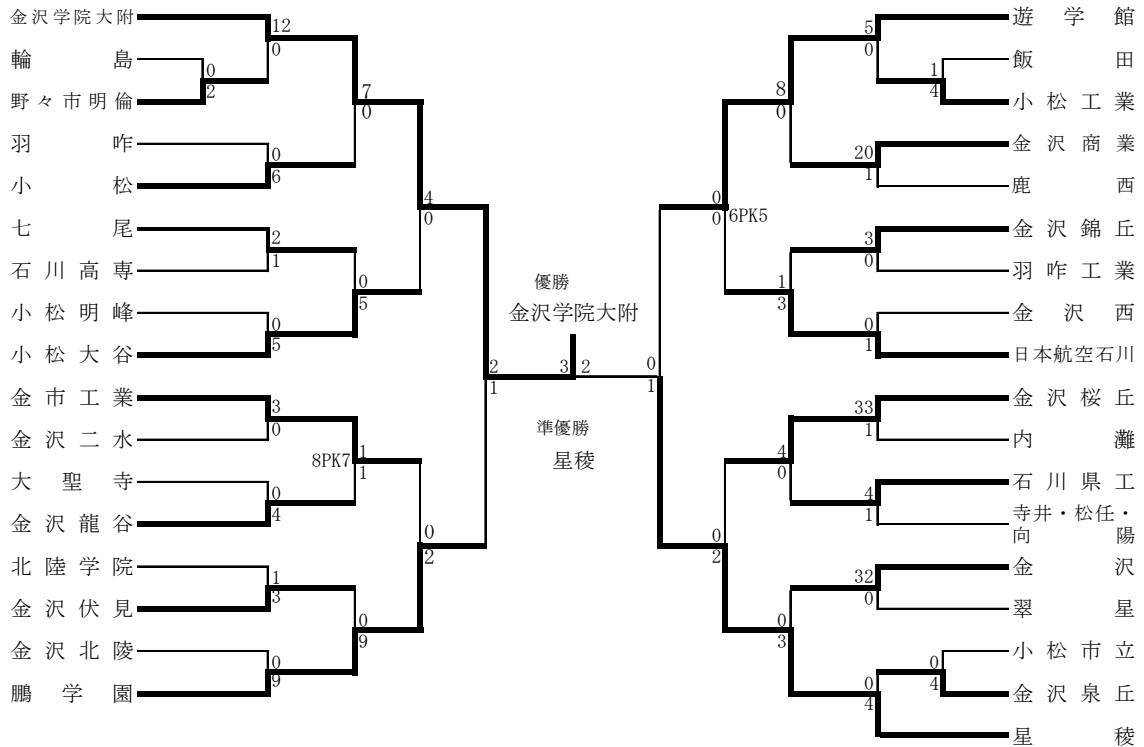 金沢学院大附
輪島
野々市明倫
羽咋
小松
七尾
石川高専
小松明峰
小松大谷
金市工業
金沢二水
大聖寺
金沢龍谷
北陸学院
金沢伏見
金沢北陵
鵬学園
12
0
0
2
0
6
2
1
0
5
3
0
0
4
1
3
0
9
7
0
0
5
8PK7
1
1
0
9
4
0
0
2
2
1
優勝
金沢学院大附
3 2
準優勝
星稜
0
1
0
0
6PK5
0
2
8
0
1
3
4
0
0
3
5
0
1
4
20
1
3
0
0
1
33
1
4
1
32
0
0
4
0
4
遊学館
飯田
小松工業
金沢商業
鹿西
金沢錦丘
羽咋工業
金沢西
日本航空石川
金沢桜丘
内灘
石川県工
寺井・松任・
向陽
金沢
翠星
小松市立
金沢泉丘
星稜